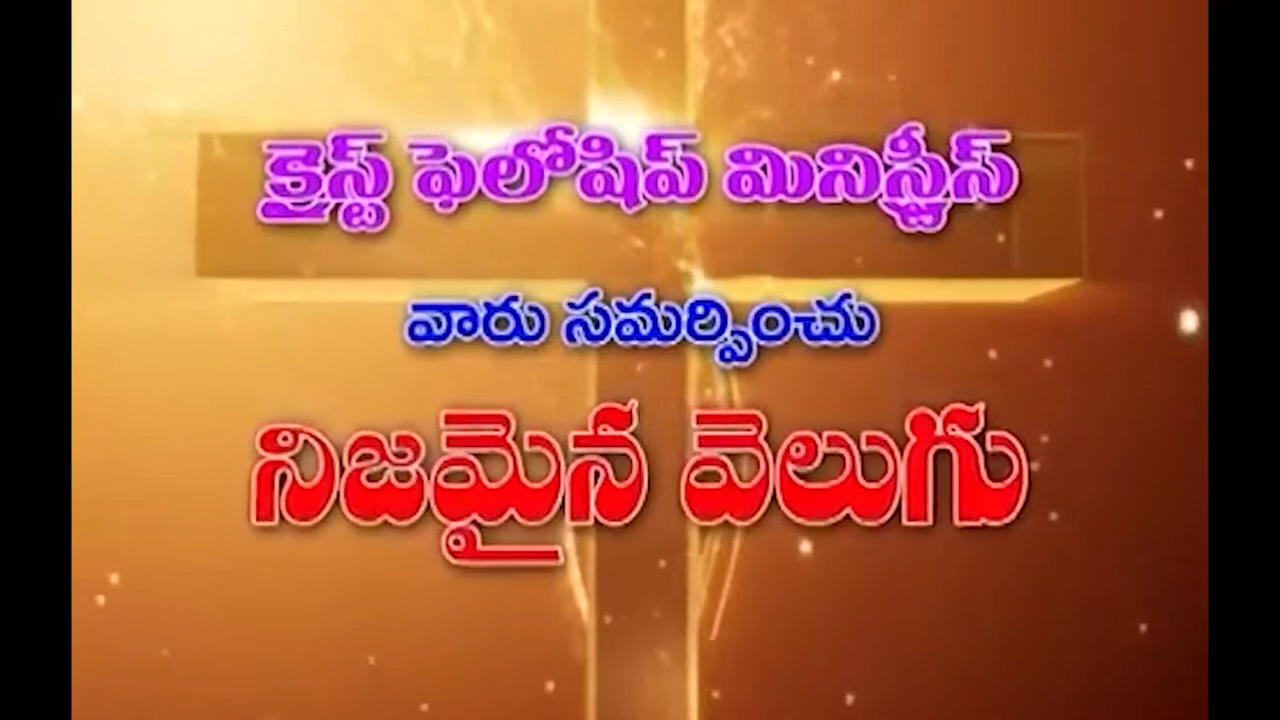 క్రైస్ట్ ఫెలోషిప్ మినిస్ట్రీస్
వారు సమర్పించు
నిజమైన వెలుగు